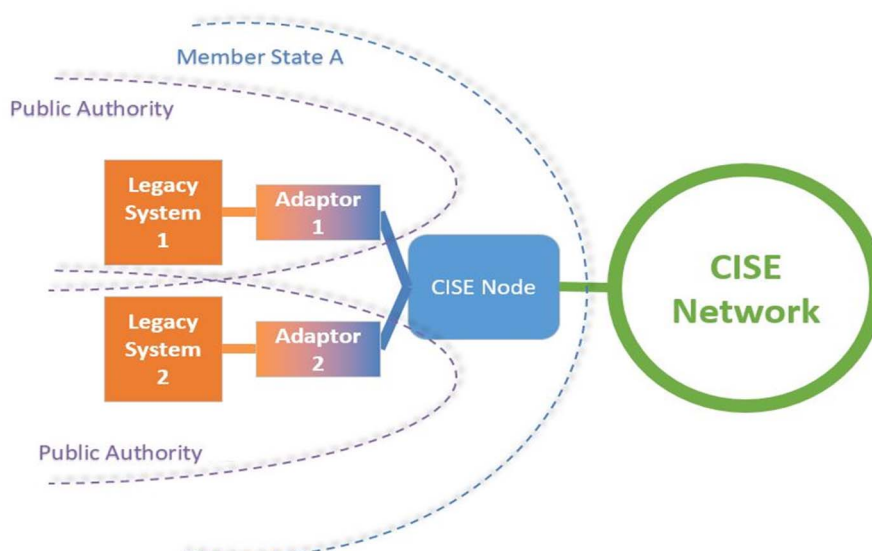 Member State A
Public Authority
Legacy
System
1
Adaptor
1
CISE Node
CISE
Network
Legacy
System
2
Adaptor
2
Public Authority